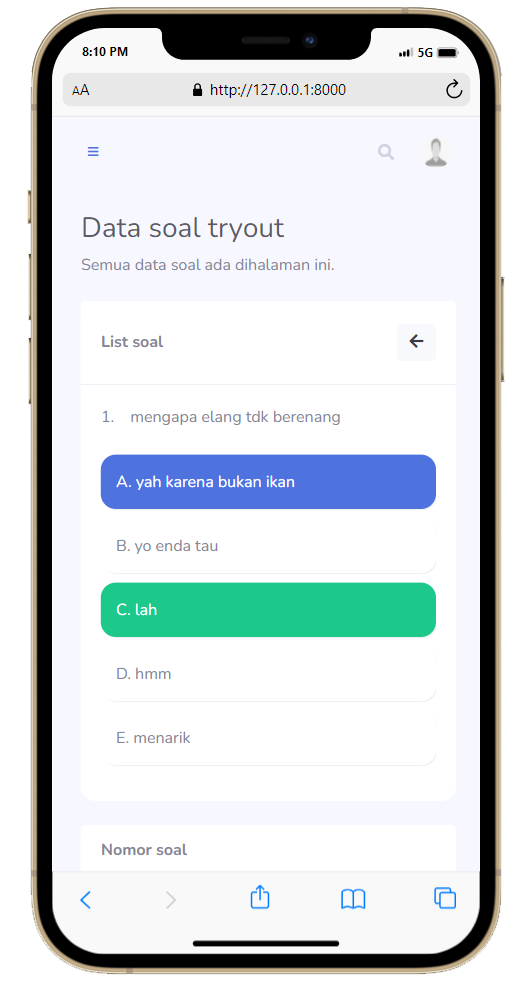 8:10 PM
5G
AA
http://127.0.0.1:8000
Data soal tryout
Semua data soal ada dihalaman ini.
List soal
1. mengapa elang tdk berenang
A. yah karena bukan ikan
B. yo enda tau
C. lah
D. hmm
E. menarik
Nomor soal